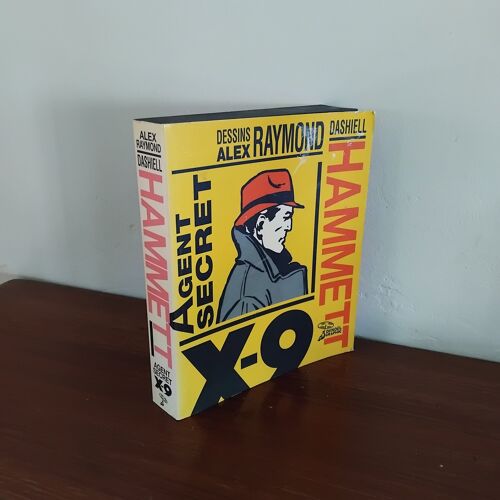 ALEX
RAYMOND
DASHIELL
HAMMETT
AGENT
SECRET
X-9
DESSINS
ALEX RAYMOND
DASHIELL
HAMMETT
AGENT
SECRET
X-9